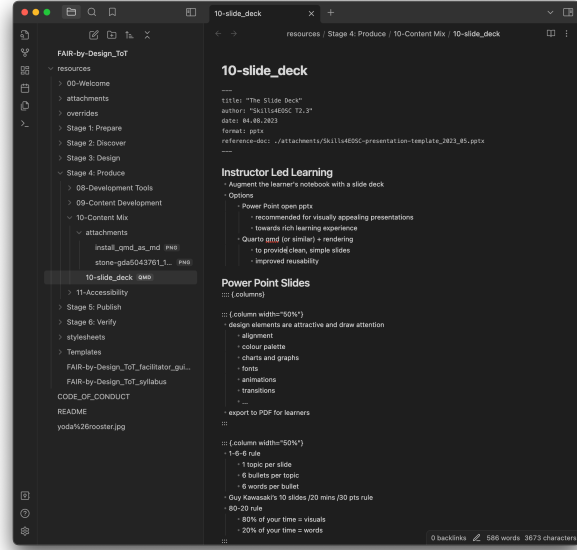 10-slide_deck
resources / Stage 4: Produce / 10-Content Mix / 10-slide_deck
FAIR-by-Design_ToT
resources
00-Welcome
attachments
overrides
Stage 1: Prepare
Stage 2: Discover
Stage 3: Design
Stage 4: Produce
08-Development Tools
09-Content Development
10-Content Mix
attachments
install_qmd_as_md PNG
stone-gda5043761_1... PNG
10-slide_deck QMD
11-Accessibility
Stage 5: Publish
Stage 6: Verify
stylesheets
Templates
FAIR-by-Design_ToT_facilitator_gui...
FAIR-by-Design_ToT_syllabus
CODE_OF_CONDUCT
README
yoda%26rooster.jpg
10-slide_deck
---
title: "The Slide Deck"
author: "Skills4EOSC T2.3"
date: 04.08.2023
format: pptx
reference-doc: ./attachments/Skills4EOSC-presentation-template_2023_05.pptx
---
Instructor Led Learning
• Augment the learner's notebook with a slide deck
• Options
• Power Point open pptx
• recommended for visually appealing presentations
• towards rich learning experience
• Quarto qmd (or similar) + rendering
• to provide clean, simple slides
• improved reusability
Power Point Slides
:::: {.columns}
::: {.column width="50%"}
• design elements are attractive and draw attention
• alignment
• colour palette
• charts and graphs
• fonts
• animations
• transitions
• ...
• export to PDF for learners
:::
::: {.column width="50%"}
• 1-6-6 rule
• 1 topic per slide
• 6 bullets per topic
• 6 words per bullet
• Guy Kawasaki's 10 slides /20 mins /30 pts rule
• 80-20 rule
• 80% of your time = visuals
• 20% of your time = words
:::
0 backlinks 586 words 3673 characters